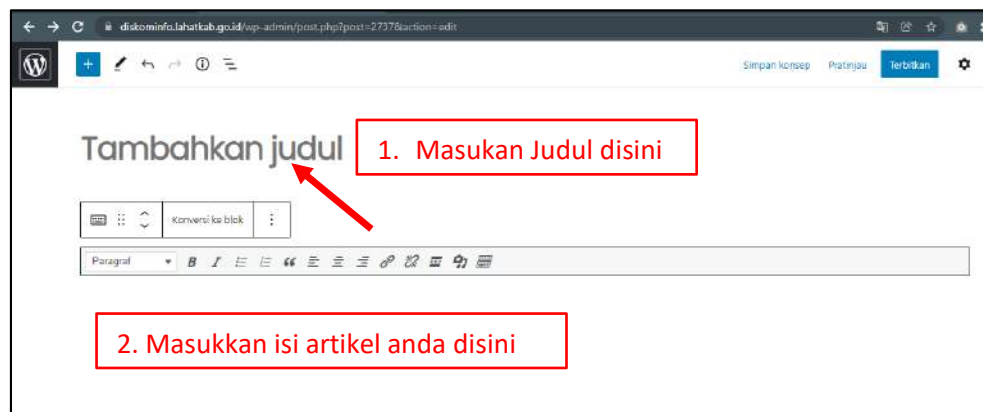 diskominfo.lahatkab.go.id/wp-admin/post.php?post=2737&action=edit
Simpan konsep Pratinjau Terbitkan
Tambahkan judul
1. Masukan Judul disini
Konversi ke blok
Paragraf B I
2. Masukkan isi artikel anda disini